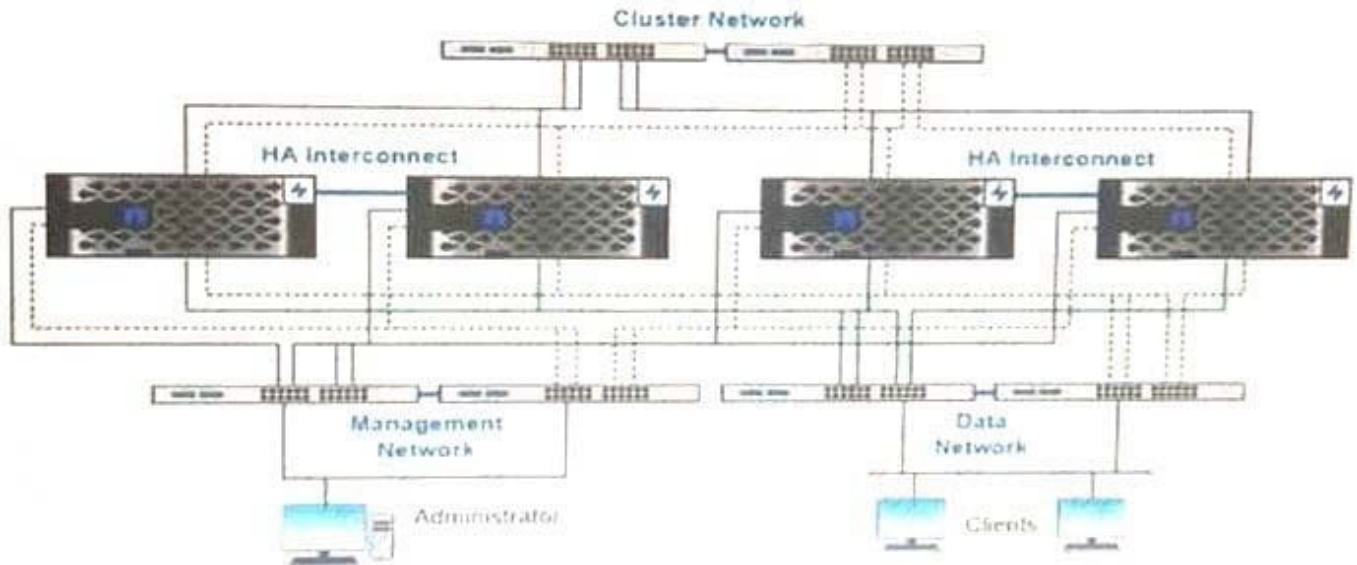 Cluster Network
HA Interconnect
HA Interconnect
Management
Network
Data
Network
Administrator
Clients